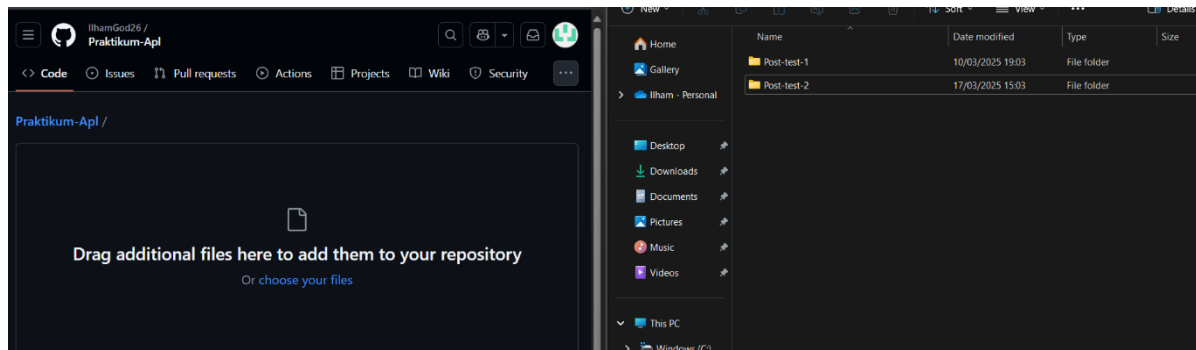 IlhamGod26 /
Praktikum-Apl
Code Issues Pull requests Actions Projects Wiki Security
Praktikum-Apl /
Drag additional files here to add them to your repository
Or choose your files
New Sort View Details
Name Date modified Type Size
Home
Gallery
Ilham - Personal
Desktop
Downloads
Documents
Pictures
Music
Videos
This PC
Windows (C:)
Post-test-1 10/03/2025 19:03 File folder
Post-test-2 17/03/2025 15:03 File folder